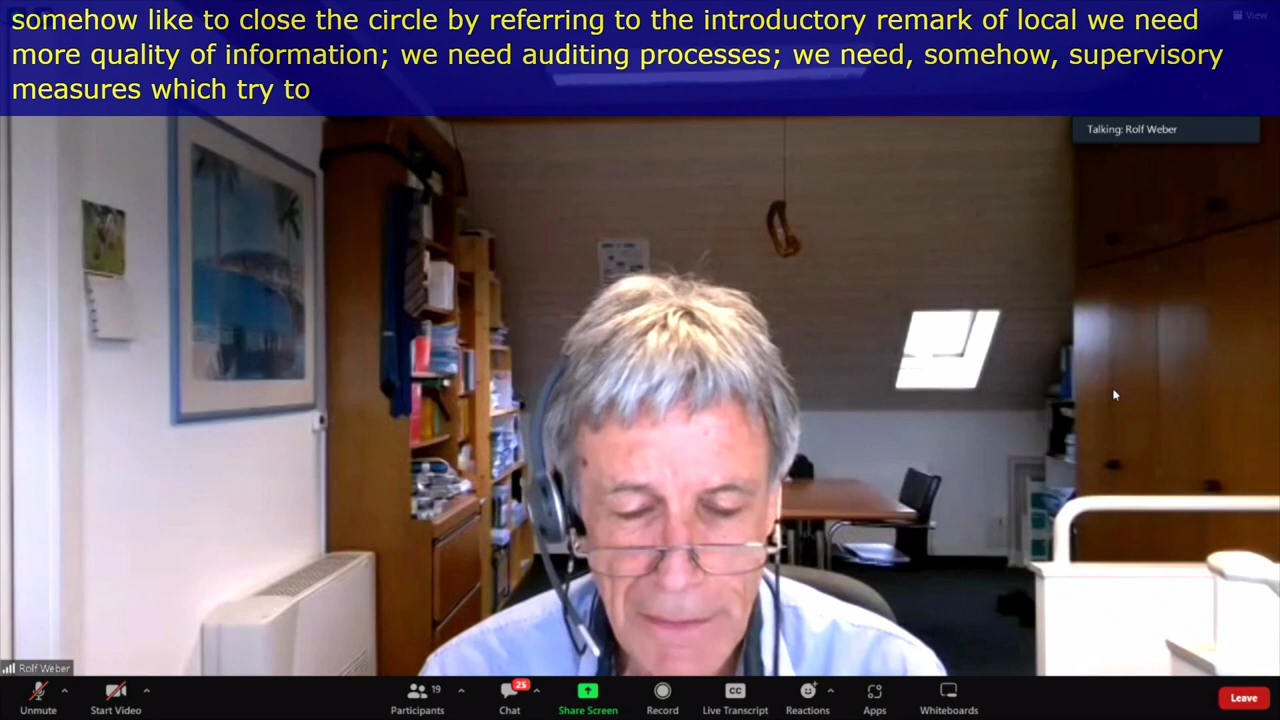 somehow like to close the circle by referring to the introductory remark of local we need
more quality of information; we need auditing processes; we need, somehow, supervisory
measures which try to
View
Talking: Rolf Weber
Rolf Weber
19
25
CC
Unmute
Start Video
Participants
Chat
Share Screen
Record
Live Transcript
Reactions
Apps
Whiteboards
Leave